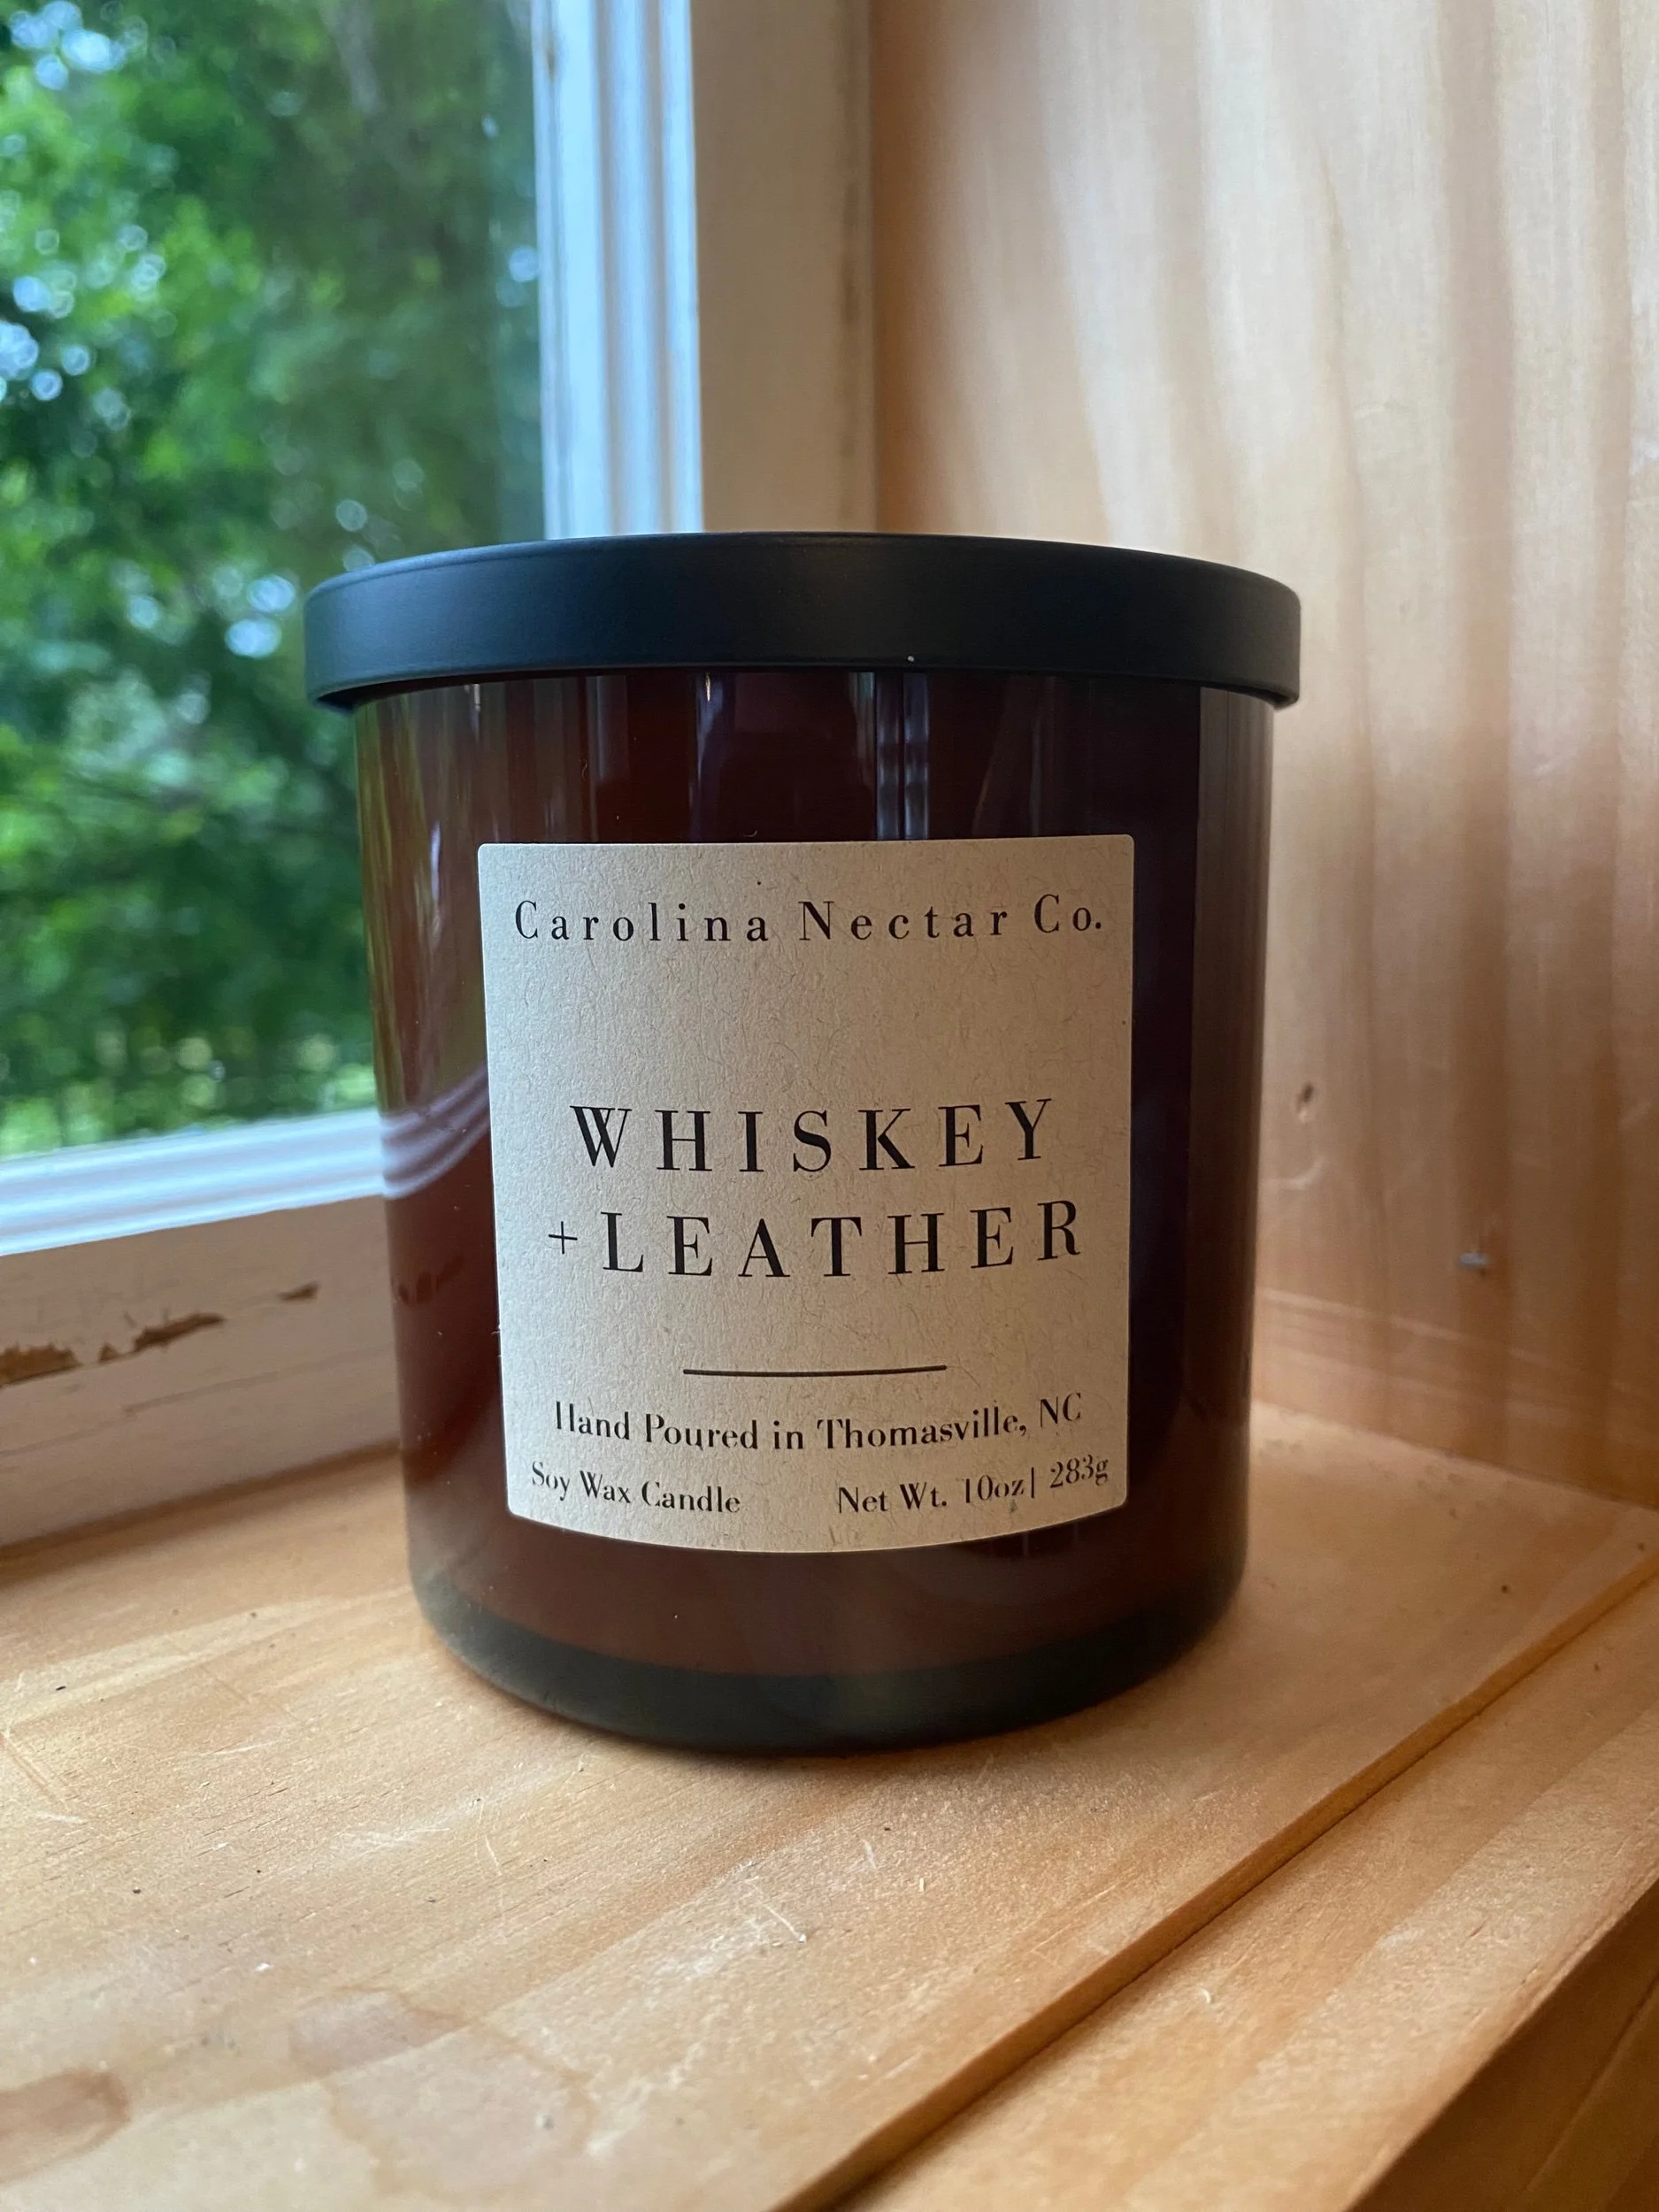 Carolina Nectar Co.
WHISKEY
+LEATHER
Hand Poured in Thomasville, NC
Soy Wax Candle Net Wt. 10oz| 283g